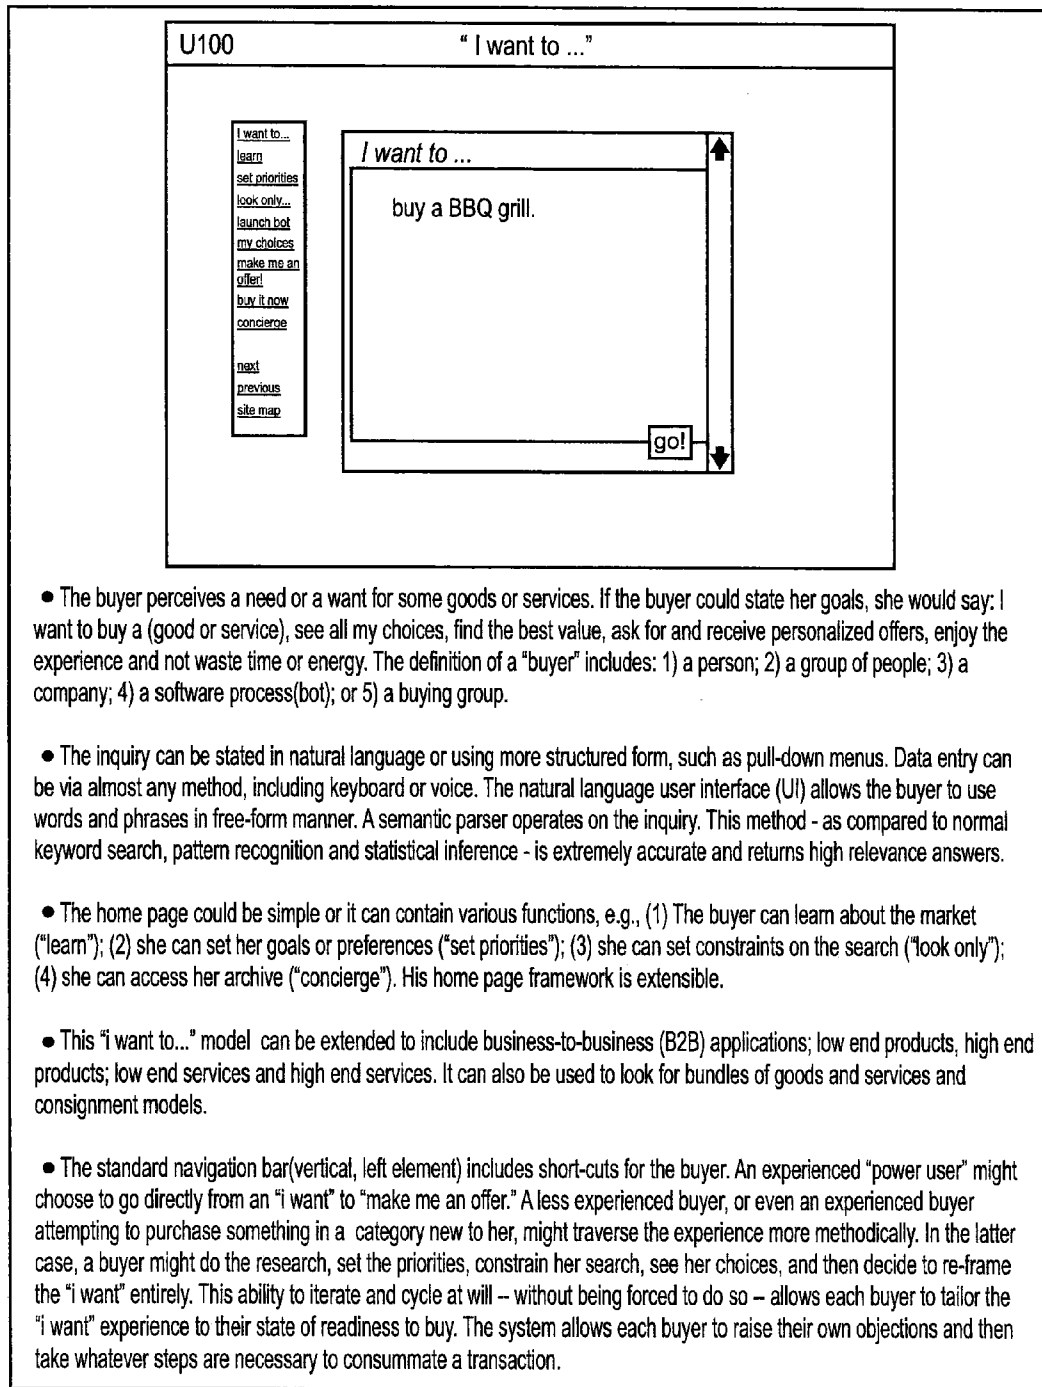 U100
“ I want to ...”
I want to...
learn
set priorities
look only...
launch bot
my choices
make me an
offer!
buy it now
concierge
next
previous
site map
I want to ...
buy a BBQ grill.
go!
● The buyer perceives a need or a want for some goods or services. If the buyer could state her goals, she would say: I
want to buy a (good or service), see all my choices, find the best value, ask for and receive personalized offers, enjoy the
experience and not waste time or energy. The definition of a “buyer” includes: 1) a person; 2) a group of people; 3) a
company; 4) a software process(bot); or 5) a buying group.
● The inquiry can be stated in natural language or using more structured form, such as pull-down menus. Data entry can
be via almost any method, including keyboard or voice. The natural language user interface (UI) allows the buyer to use
words and phrases in free-form manner. A semantic parser operates on the inquiry. This method - as compared to normal
keyword search, pattern recognition and statistical inference - is extremely accurate and returns high relevance answers.
● The home page could be simple or it can contain various functions, e.g., (1) The buyer can learn about the market
(“learn”); (2) she can set her goals or preferences (“set priorities”); (3) she can set constraints on the search (“look only”);
(4) she can access her archive (“concierge”). His home page framework is extensible.
● This “i want to...” model can be extended to include business-to-business (B2B) applications; low end products, high end
products; low end services and high end services. It can also be used to look for bundles of goods and services and
consignment models.
● The standard navigation bar(vertical, left element) includes short-cuts for the buyer. An experienced “power user” might
choose to go directly from an “i want” to “make me an offer.” A less experienced buyer, or even an experienced buyer
attempting to purchase something in a category new to her, might traverse the experience more methodically. In the latter
case, a buyer might do the research, set the priorities, constrain her search, see her choices, and then decide to re-frame
the “i want” entirely. This ability to iterate and cycle at will -- without being forced to do so -- allows each buyer to tailor the
“i want” experience to their state of readiness to buy. The system allows each buyer to raise their own objections and then
take whatever steps are necessary to consummate a transaction.